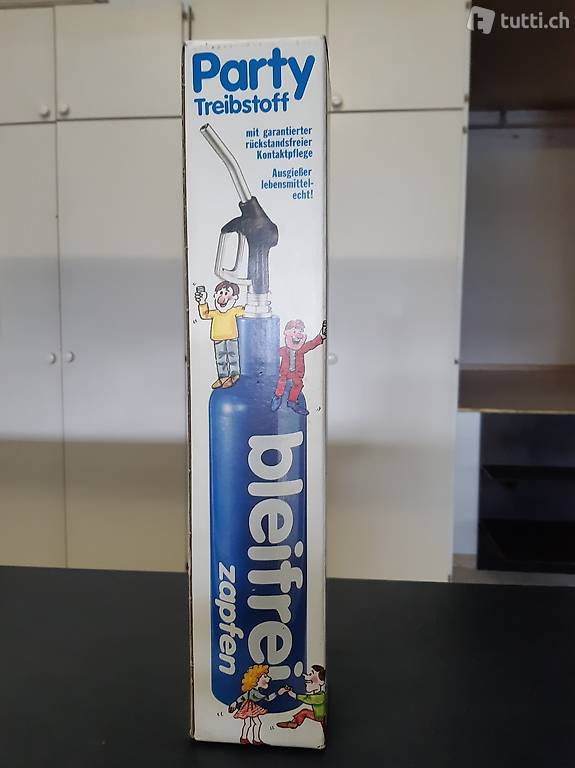 tutti.ch
Party
Treibstoff
mit garantierter
rückstandsfreier
Kontaktpflege
Ausgießer
lebensmittel-
echt!
bleifrei
zapfen